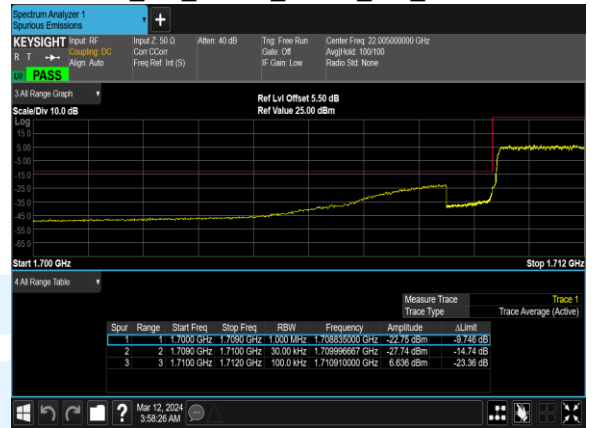 Spectrum Analyzer 1
Spurious Emissions
+
KEYSIGHT Input: RF Input Z: 50 Ω Atten: 40 dB Trig: Free Run Center Freq: 22.005000000 GHz
R T Coupling: DC Corr CCorr Gate: Off Avg|Hold: 100/100
Align: Auto Freq Ref: Int (S) IF Gain: Low Radio Std: None
PASS
3 All Range Graph
Ref Lvl Offset 5.50 dB
Scale/Div 10.0 dB Ref Value 25.00 dBm
Log
15.0
5.00
-5.00
-15.0
-25.0
-35.0
-45.0
-55.0
-65.0
Start 1.700 GHz Stop 1.712 GHz
4 All Range Table
Measure Trace Trace 1
Trace Type Trace Average (Active)
Spur Range Start Freq Stop Freq RBW Frequency Amplitude ΔLimit
1 1 1.7000 GHz 1.7090 GHz 1.000 MHz 1.708835000 GHz -22.75 dBm -9.746 dB
2 2 1.7090 GHz 1.7100 GHz 30.00 kHz 1.709996667 GHz -27.74 dBm -14.74 dB
3 3 1.7100 GHz 1.7120 GHz 100.0 kHz 1.710910000 GHz 6.636 dBm -23.36 dB
? Mar 12, 2024
3:58:26 AM